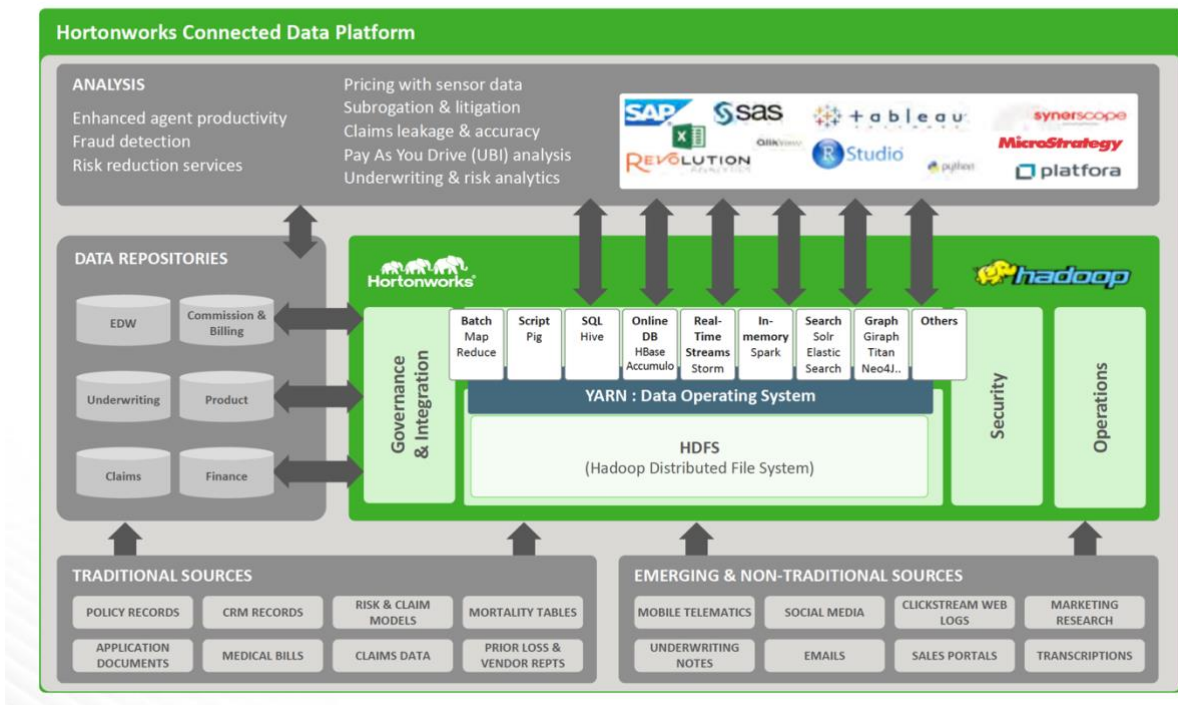 Hortonworks Connected Data Platform
ANALYSIS
Enhanced agent productivity
Fraud detection
Risk reduction services
Pricing with sensor data
Subrogation & litigation
Claims leakage & accuracy
Pay As You Drive (UBI) analysis
Underwriting & risk analytics
SAP
sas
+ a b l e a u
synerscope
QlikView
REVOLUTION
ANALYTICS
R Studio
python
MicroStrategy
platfora
DATA REPOSITORIES
EDW
Commission &
Billing
Underwriting
Product
Claims
Finance
Hortonworks
hadoop
Governance
& Integration
Batch
Map
Reduce
Script
Pig
SQL
Hive
Online
DB
HBase
Accumulo
Real-
Time
Streams
Storm
In-
memory
Spark
Search
Solr
Elastic
Search
Graph
Giraph
Titan
Neo4J..
Others
YARN : Data Operating System
HDFS
(Hadoop Distributed File System)
Security
Operations
TRADITIONAL SOURCES
POLICY RECORDS
CRM RECORDS
RISK & CLAIM
MODELS
MORTALITY TABLES
APPLICATION
DOCUMENTS
MEDICAL BILLS
CLAIMS DATA
PRIOR LOSS &
VENDOR REPTS
EMERGING & NON-TRADITIONAL SOURCES
MOBILE TELEMATICS
SOCIAL MEDIA
CLICKSTREAM WEB
LOGS
MARKETING
RESEARCH
UNDERWRITING
NOTES
EMAILS
SALES PORTALS
TRANSCRIPTIONS